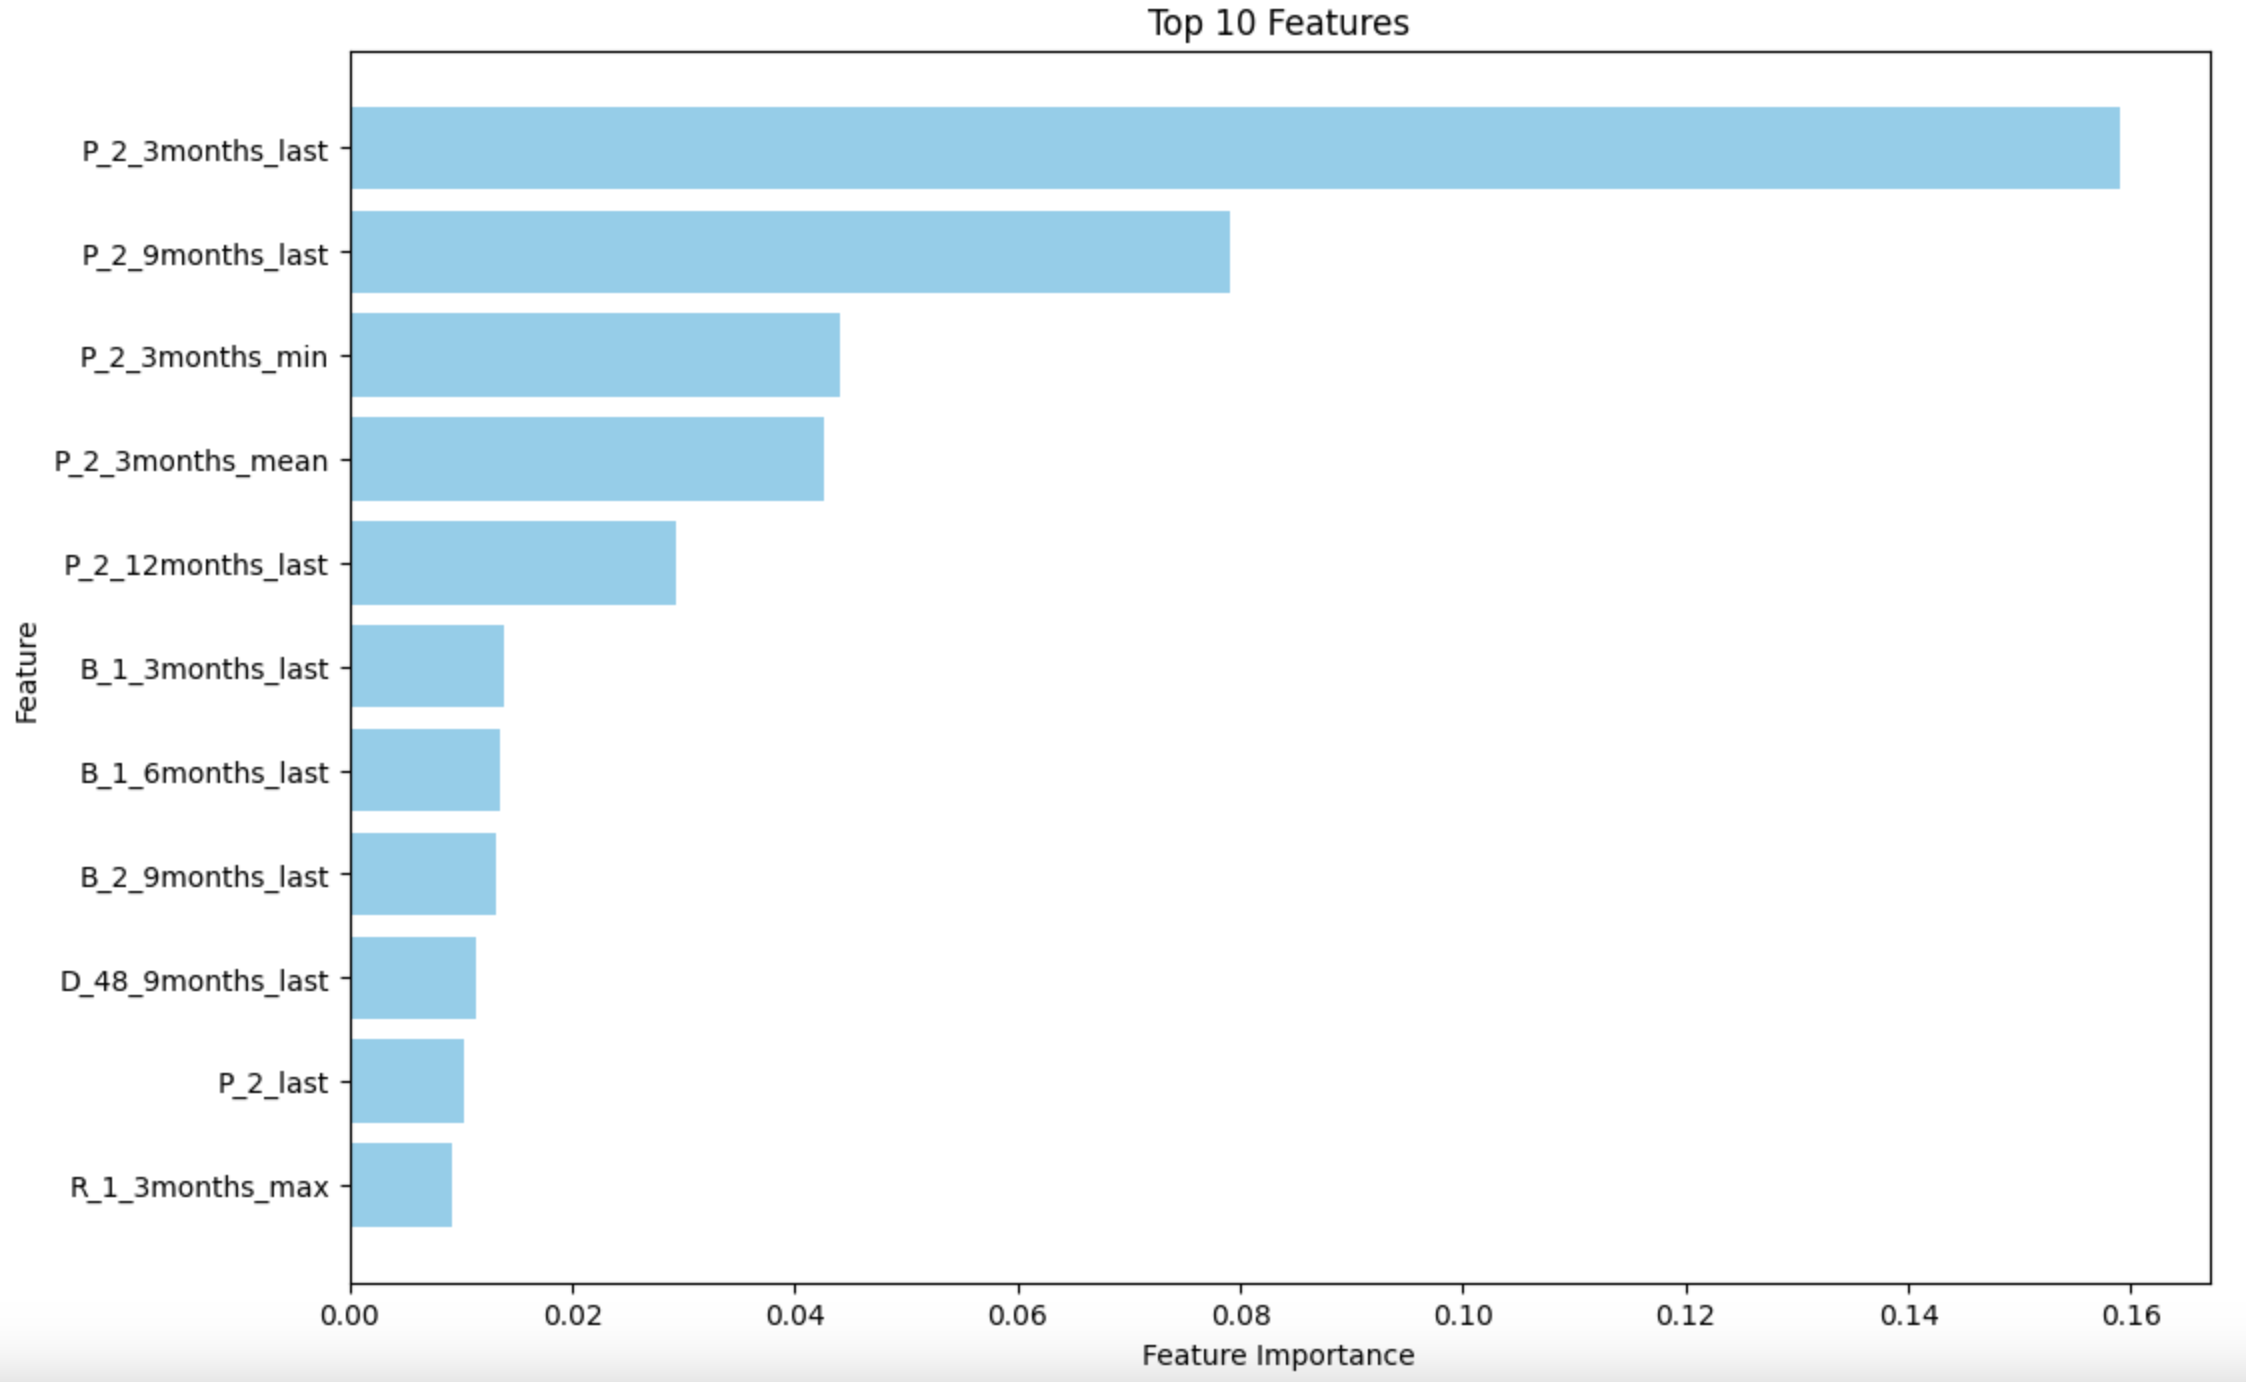 Top 10 Features
Feature
P_2_3months_last
P_2_9months_last
P_2_3months_min
P_2_3months_mean
P_2_12months_last
B_1_3months_last
B_1_6months_last
B_2_9months_last
D_48_9months_last
P_2_last
R_1_3months_max
0.00 0.02 0.04 0.06 0.08 0.10 0.12 0.14 0.16
Feature Importance